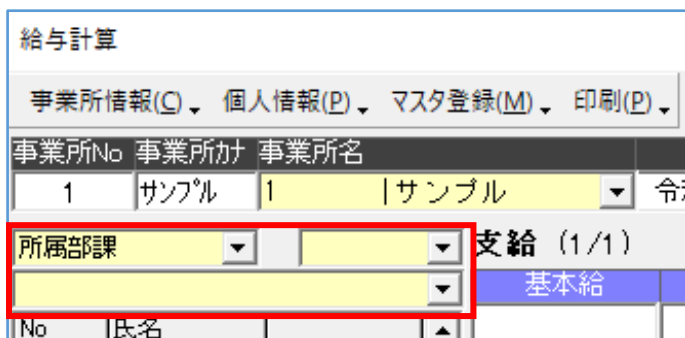 給与計算
事業所情報(C) 個人情報(P) マスタ登録(M) 印刷(P)
事業所No 事業所カナ 事業所名
1 サンプル 1 |サンプル
所属部課 支給 (1/1)
基本給
No 氏名